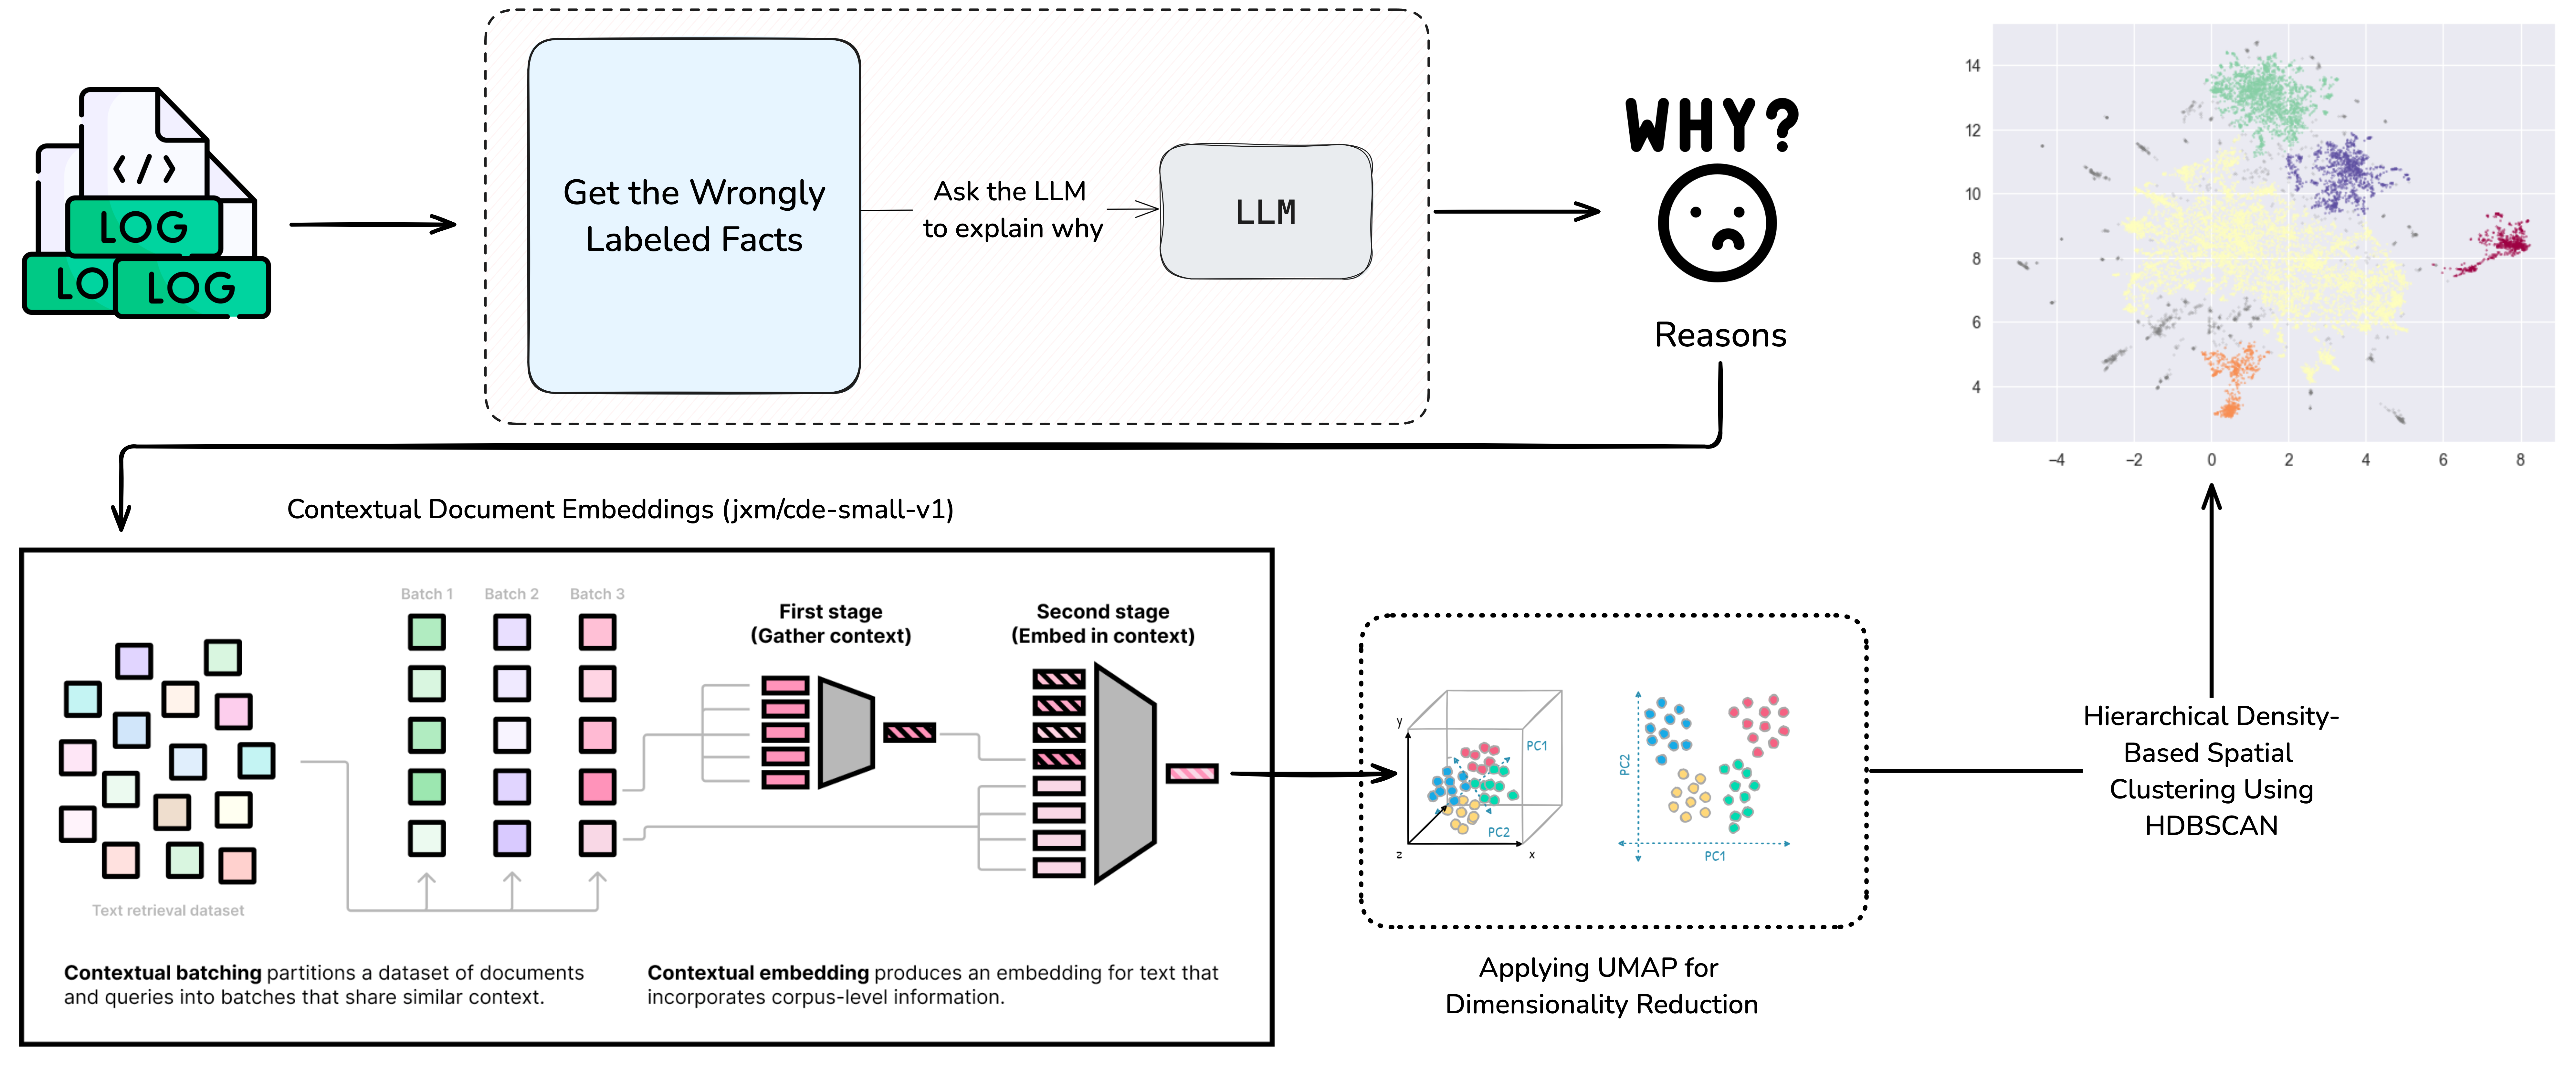 LOG
LO
LOG
Get the Wrongly
Labeled Facts
Ask the LLM
to explain why
LLM
WHY?
Reasons
14
12
10
8
6
4
−4
−2
0
2
4
6
8
Contextual Document Embeddings (jxm/cde-small-v1)
Batch 1
Batch 2
Batch 3
First stage
(Gather context)
Second stage
(Embed in context)
Text retrieval dataset
Contextual batching partitions a dataset of documents
and queries into batches that share similar context.
Contextual embedding produces an embedding for text that
incorporates corpus-level information.
y
PC1
PC2
z
x
PC2
PC1
Applying UMAP for
Dimensionality Reduction
Hierarchical Density-
Based Spatial
Clustering Using
HDBSCAN